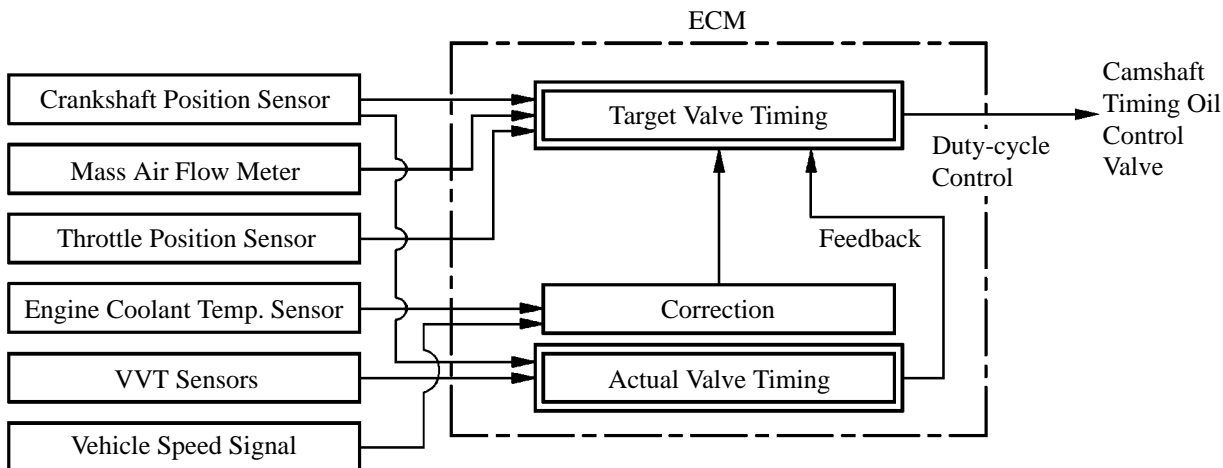 ECM
Crankshaft Position Sensor
Mass Air Flow Meter
Throttle Position Sensor
Engine Coolant Temp. Sensor
VVT Sensors
Vehicle Speed Signal
Target Valve Timing
Feedback
Correction
Actual Valve Timing
Duty-cycle
Control
Camshaft
Timing Oil
Control
Valve